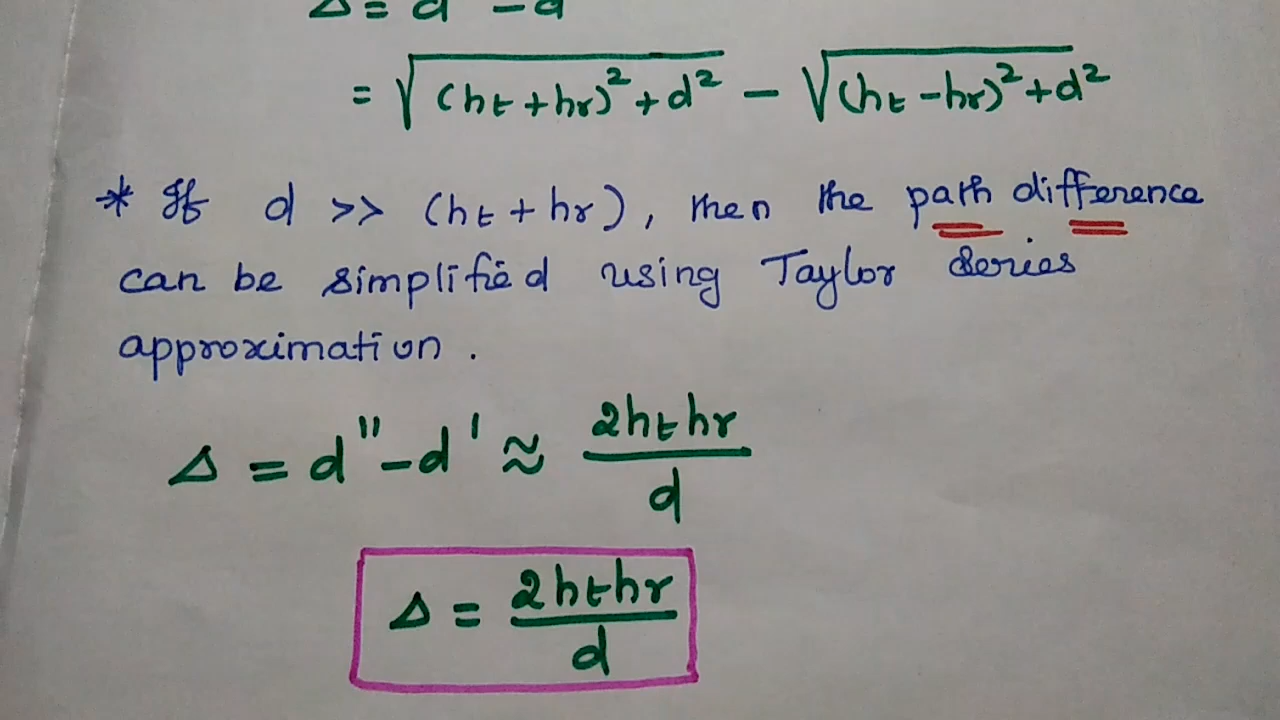 Δ = d'' - d'
= √(ht + hr)² + d² - √(ht - hr)² + d²
* If d >> (ht + hr), then the path difference
can be simplified using Taylor series
approximation.
Δ = d'' - d' ≈ 2hthr / d
Δ = 2hthr / d